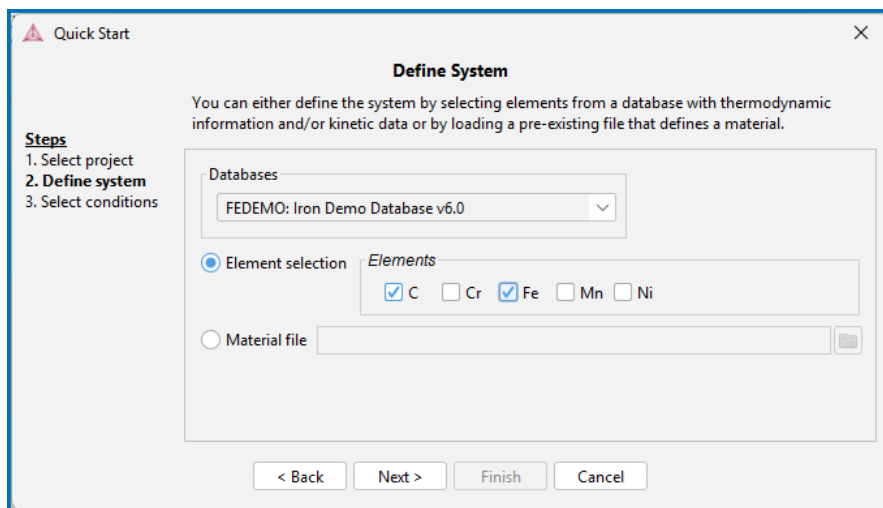 Quick Start
Define System
You can either define the system by selecting elements from a database with thermodynamic
information and/or kinetic data or by loading a pre-existing file that defines a material.
Steps
1. Select project
2. Define system
3. Select conditions
Databases
FEDEMO: Iron Demo Database v6.0
Element selection
Elements
C Cr Fe Mn Ni
Material file
< Back Next > Finish Cancel